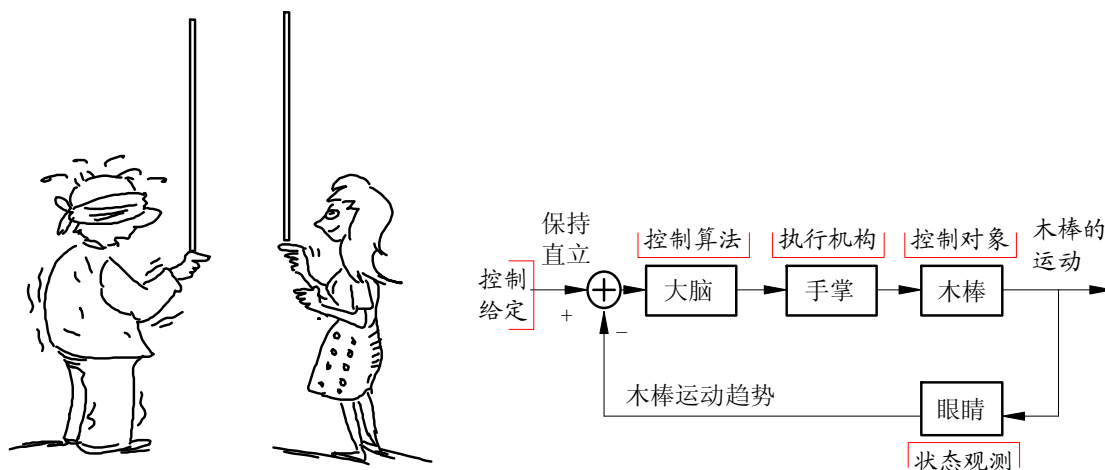 保持
直立
控制
给定
+
−
控制算法
大脑
执行机构
手掌
控制对象
木棒
木棒的
运动
木棒运动趋势
眼睛
状态观测